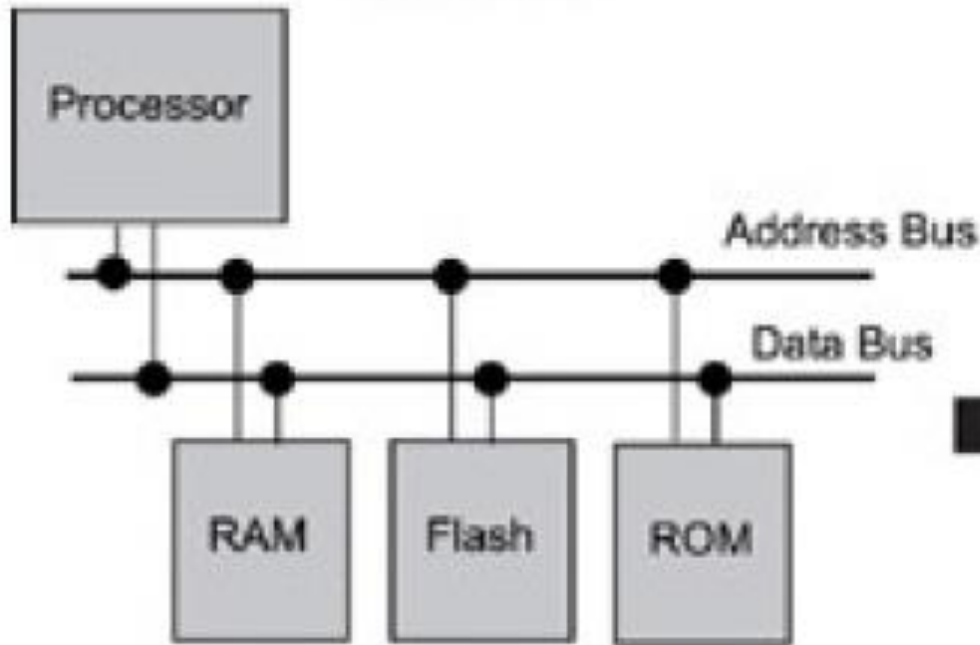 Processor
Address Bus
Data Bus
RAM
Flash
ROM